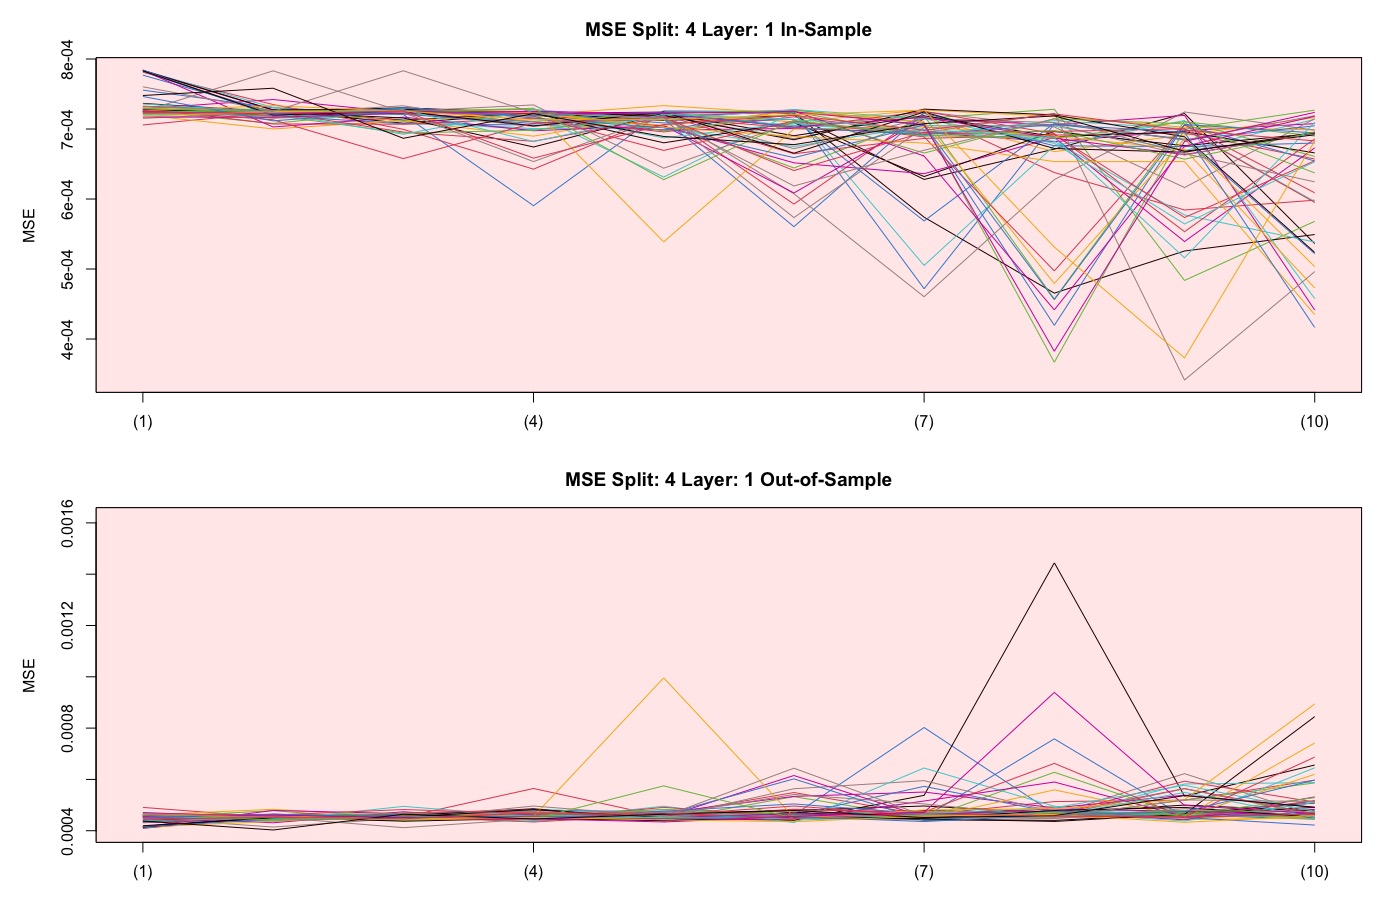 MSE Split: 4 Layer: 1 In-Sample
8e-04
7e-04
6e-04
5e-04
4e-04
MSE
(1)
(4)
(7)
(10)
MSE Split: 4 Layer: 1 Out-of-Sample
0.0016
0.0012
0.0008
0.0004
MSE
(1)
(4)
(7)
(10)